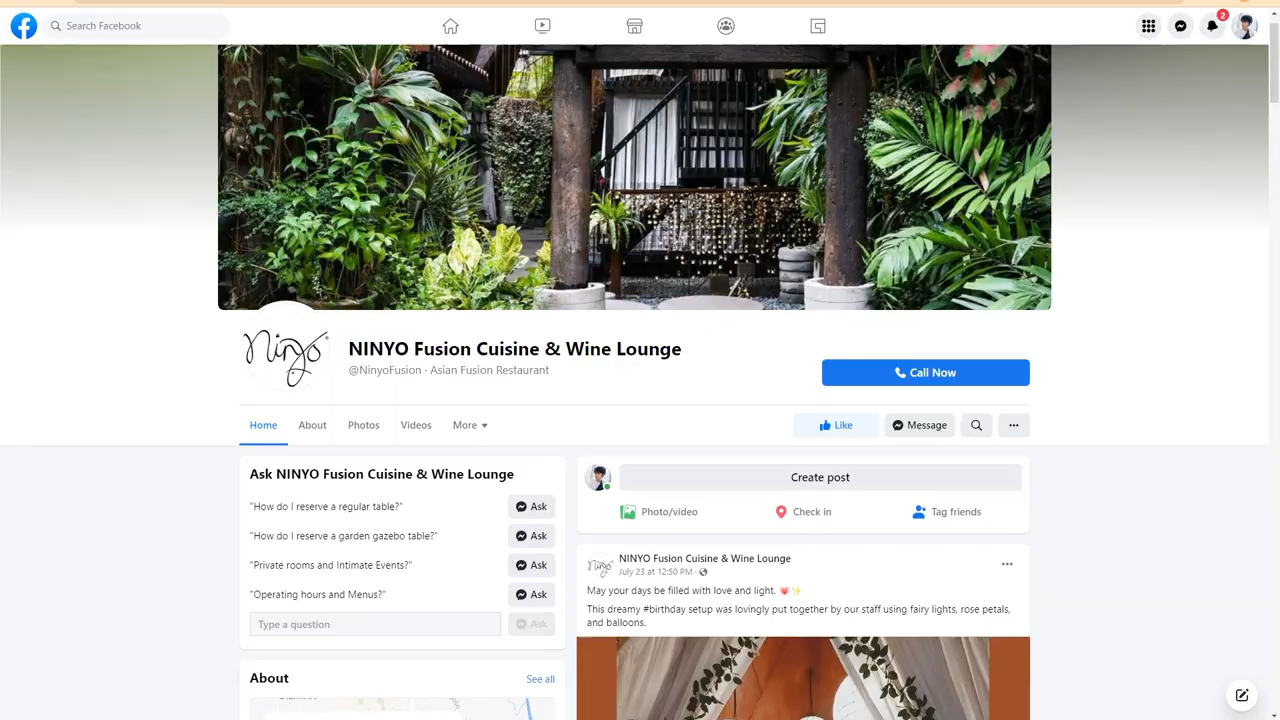 Search Facebook
2
Ninyo
NINYO Fusion Cuisine & Wine Lounge
@NinyoFusion · Asian Fusion Restaurant
Call Now
Home
About
Photos
Videos
More
Like
Message
Ask NINYO Fusion Cuisine & Wine Lounge
"How do I reserve a regular table?"
Ask
"How do I reserve a garden gazebo table?"
Ask
"Private rooms and Intimate Events?"
Ask
"Operating hours and Menus?"
Ask
Type a question
Ask
About
See all
Create post
Photo/video
Check in
Tag friends
Ninyo
NINYO Fusion Cuisine & Wine Lounge
July 23 at 12:50 PM ·
May your days be filled with love and light. 💗✨
This dreamy #birthday setup was lovingly put together by our staff using fairy lights, rose petals,
and balloons.